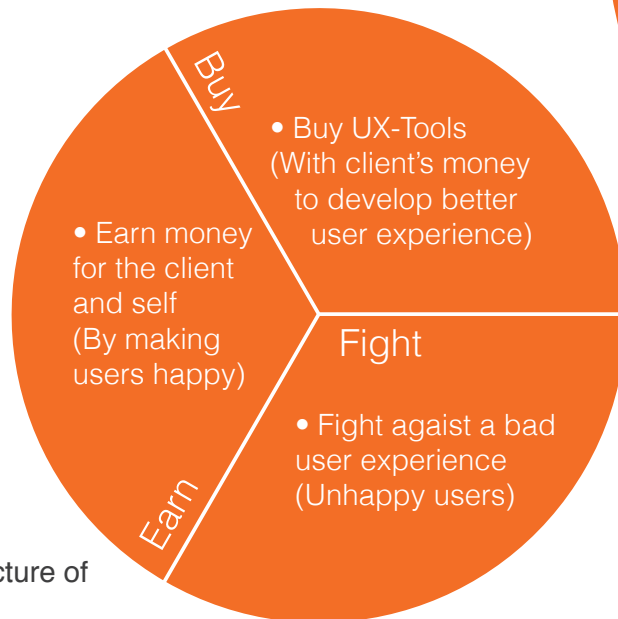 Buy
• Buy UX-Tools
(With client's money
to develop better
user experience)
• Earn money
for the client
and self
(By making
users happy)
Earn
Fight
• Fight agaist a bad
user experience
(Unhappy users)
cture of